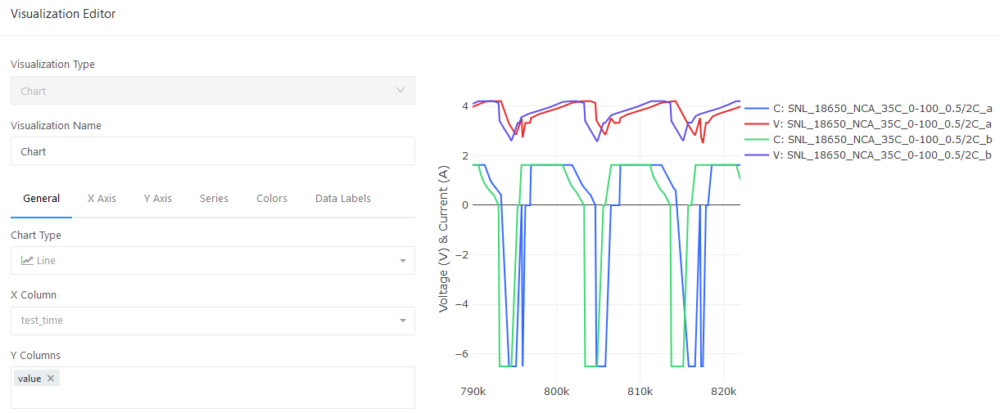 Visualization Editor
Visualization Type
Chart
Visualization Name
Chart
General X Axis Y Axis Series Colors Data Labels
Chart Type
Line
X Column
test_time
Y Columns
value ×
Voltage (V) & Current (A)
4
2
0
−2
−4
−6
790k 800k 810k 820k
C: SNL_18650_NCA_35C_0-100_0.5/2C_a
V: SNL_18650_NCA_35C_0-100_0.5/2C_a
C: SNL_18650_NCA_35C_0-100_0.5/2C_b
V: SNL_18650_NCA_35C_0-100_0.5/2C_b